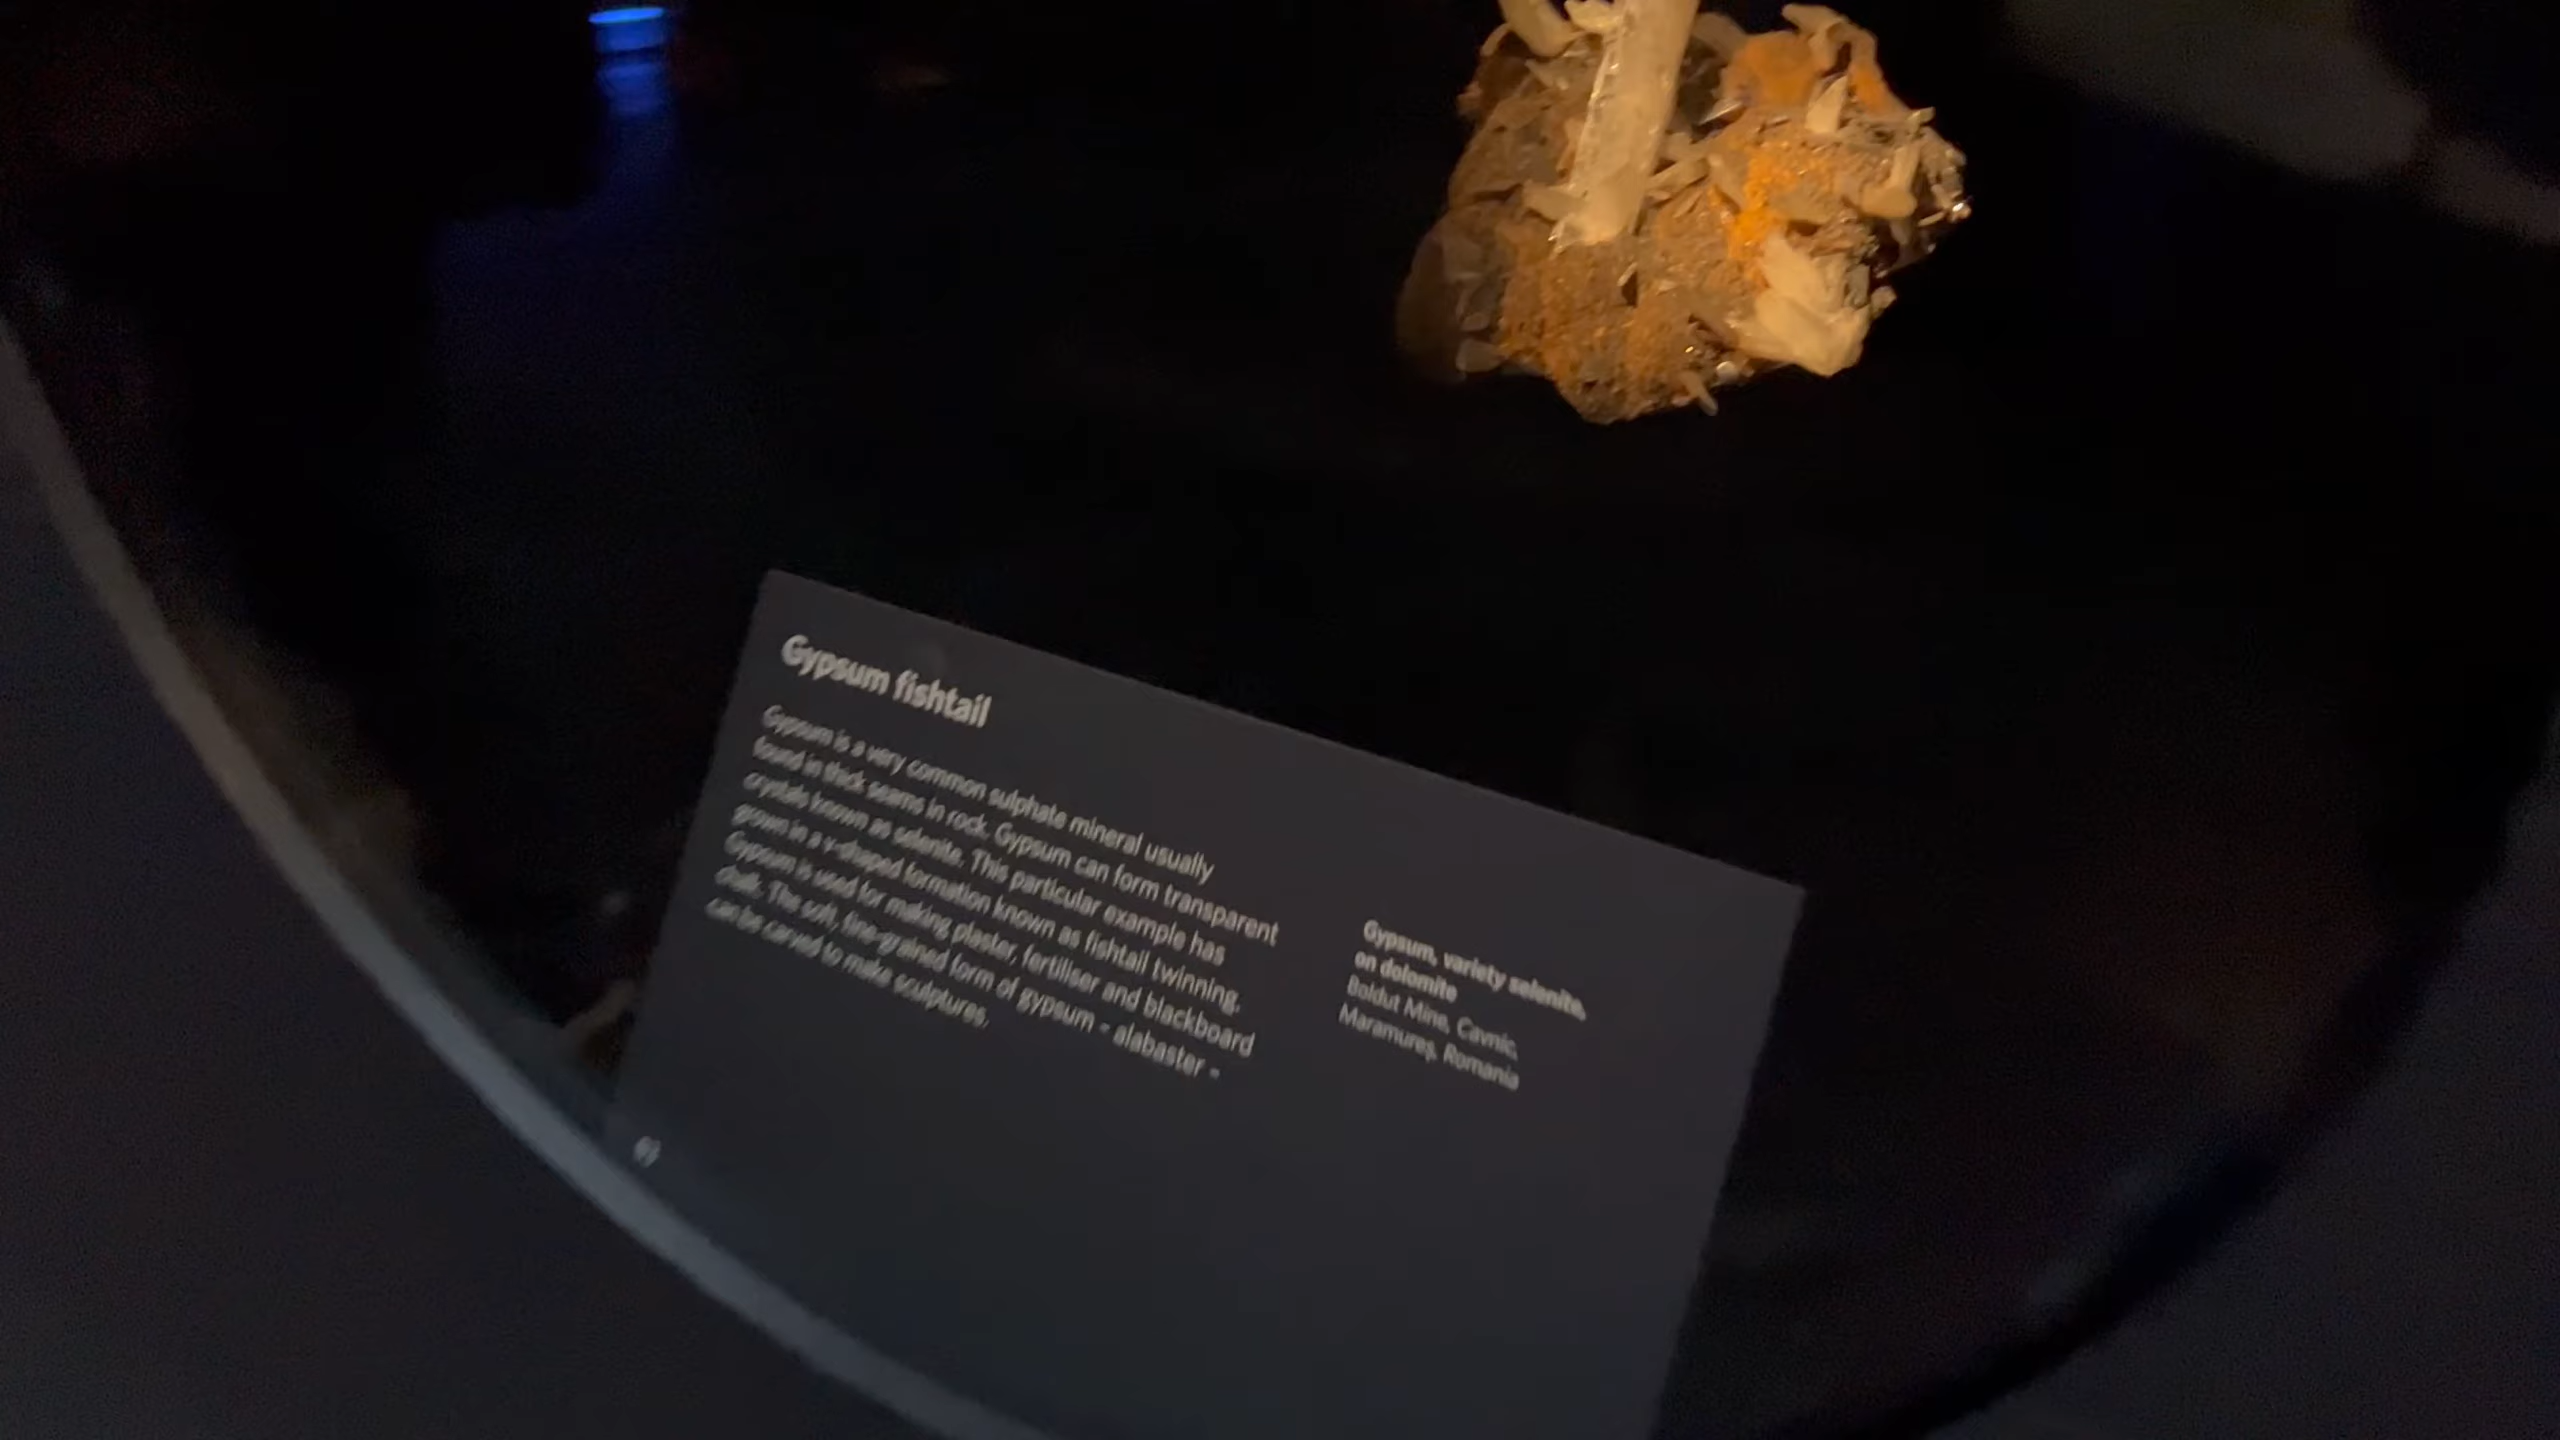 Gypsum fishtail
Gypsum is a very common sulphate mineral usually
found in thick seams in rock. Gypsum can form transparent
crystals known as selenite. This particular example has
grown in a v-shaped formation known as fishtail twinning.
Gypsum is used for making plaster, fertiliser and blackboard
chalk. The soft, fine-grained form of gypsum – alabaster –
can be carved to make sculptures.
Gypsum, variety selenite,
on dolomite
Boldut Mine, Cavnic,
Maramureş, Romania